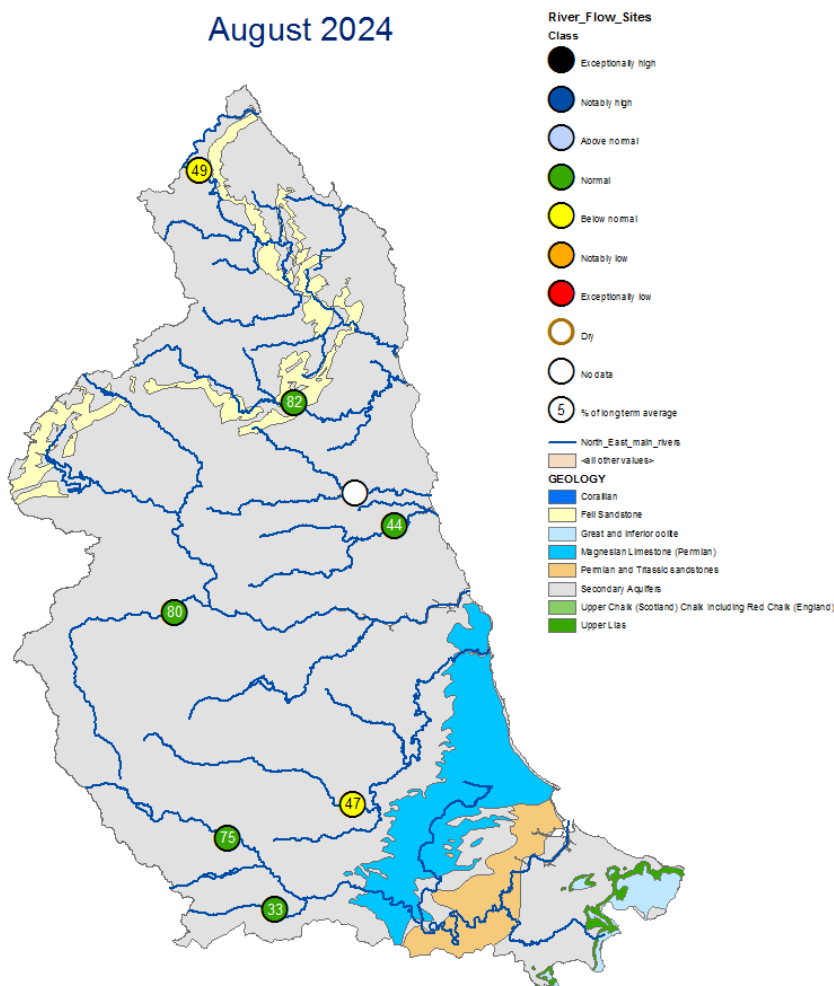 August 2024
River_Flow_Sites
Class
Exceptionally high
Notably high
Above normal
Normal
Below normal
Notably low
Exceptionally low
Dry
No data
5 % of long term average
North_East_main_rivers
<all other values>
GEOLOGY
Corallian
Fell Sandstone
Great and Inferior oolite
Magnesian Limestone (Permian)
Permian and Triassic sandstones
Secondary Aquifers
Upper Chalk (Scotland) Chalk Including Red Chalk (England)
Upper Lias
49
82
44
80
47
75
33